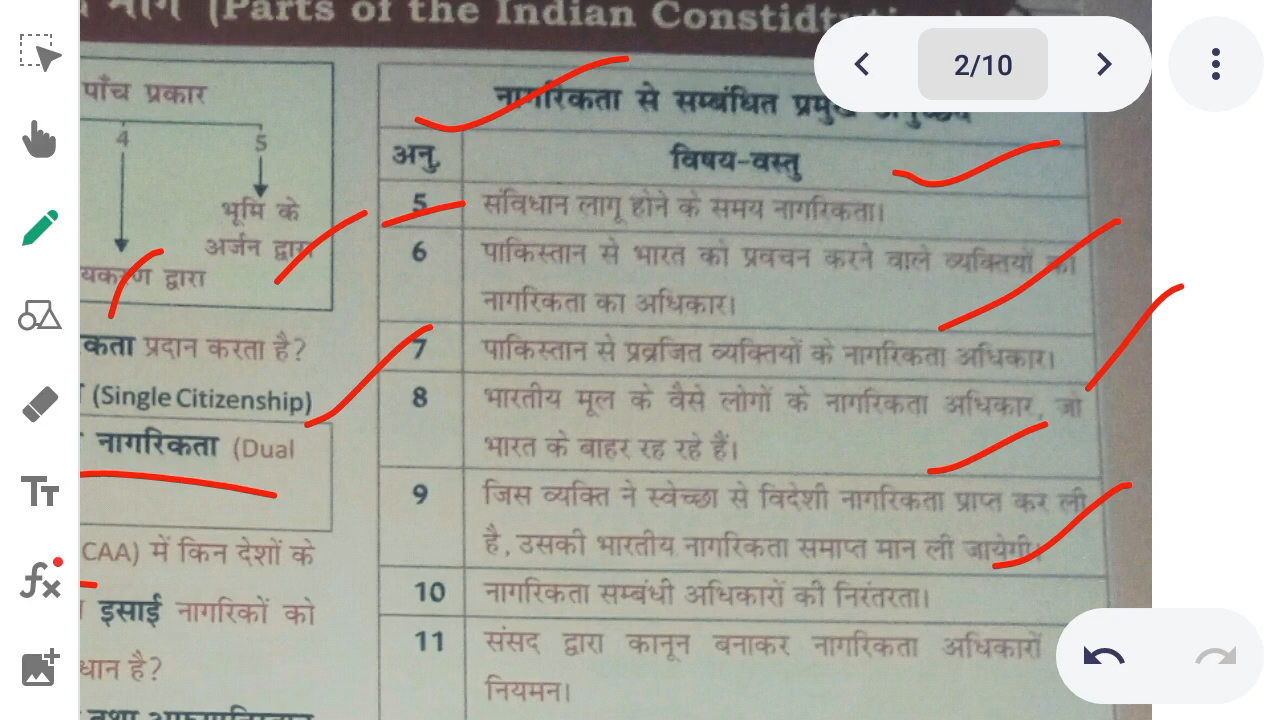 भाग (Parts of the Indian
2/10
पाँच प्रकार
4
5
भूमि के
अर्जन द्वारा
द्वारा
कता प्रदान करता है?
(Single Citizenship)
नागरिकता (Dual
CAA) में किन देशों के
इसाई नागरिकों को
धान है?
नागरिकता से सम्बंधित प्रमुख
अनु. विषय-वस्तु
5 संविधान लागू होने के समय नागरिकता।
6 पाकिस्तान से भारत को प्रवचन करने वाले व्यक्तियों का
नागरिकता का अधिकार।
7 पाकिस्तान से प्रव्रजित व्यक्तियों के नागरिकता अधिकार।
8 भारतीय मूल के वैसे लोगों के नागरिकता अधिकार, जो
भारत के बाहर रह रहे हैं।
9 जिस व्यक्ति ने स्वेच्छा से विदेशी नागरिकता प्राप्त कर ली
है, उसकी भारतीय नागरिकता समाप्त मान ली जायेगी।
10 नागरिकता सम्बंधी अधिकारों की निरंतरता।
11 संसद द्वारा कानून बनाकर नागरिकता अधिकारों
नियमन।